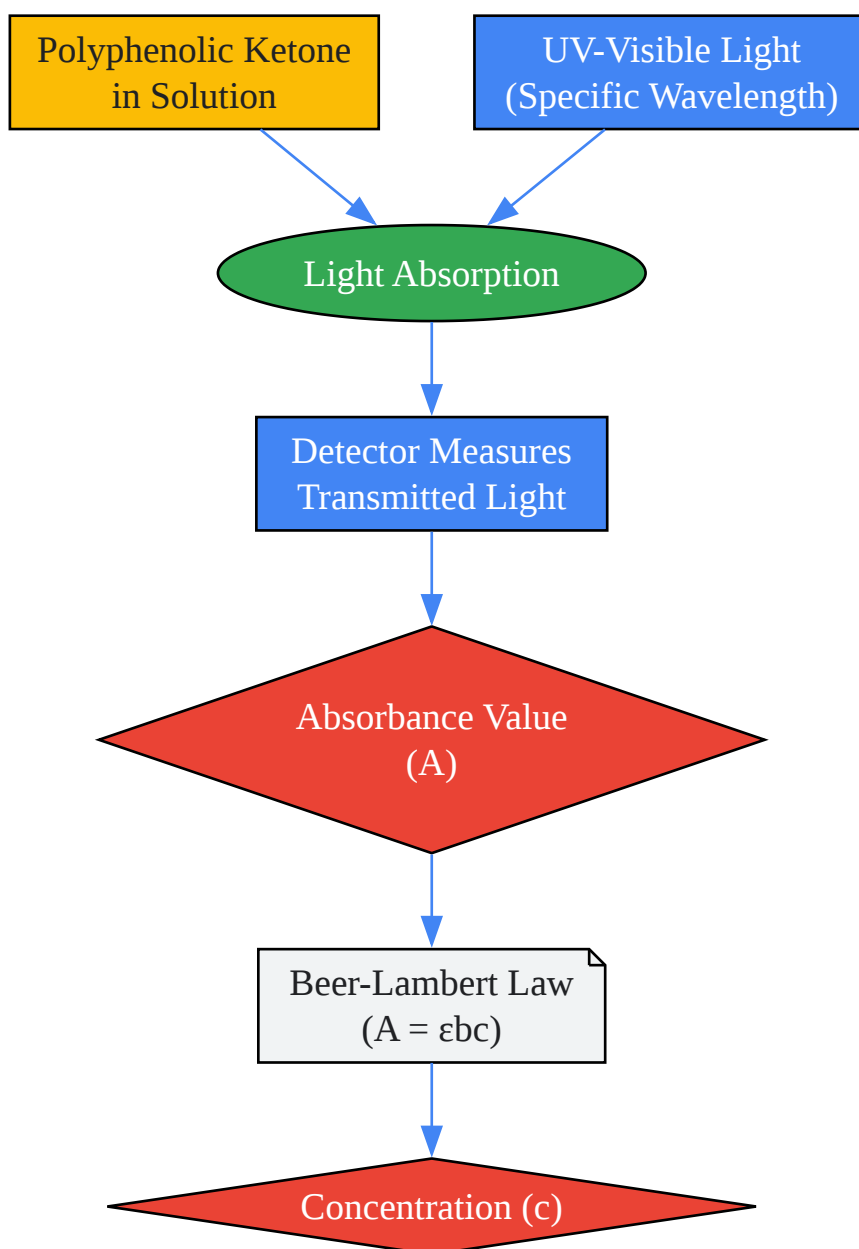 Polyphenolic Ketone
in Solution
UV-Visible Light
(Specific Wavelength)
Light Absorption
Detector Measures
Transmitted Light
Absorbance Value
(A)
Beer-Lambert Law
(A = εbc)
Concentration (c)